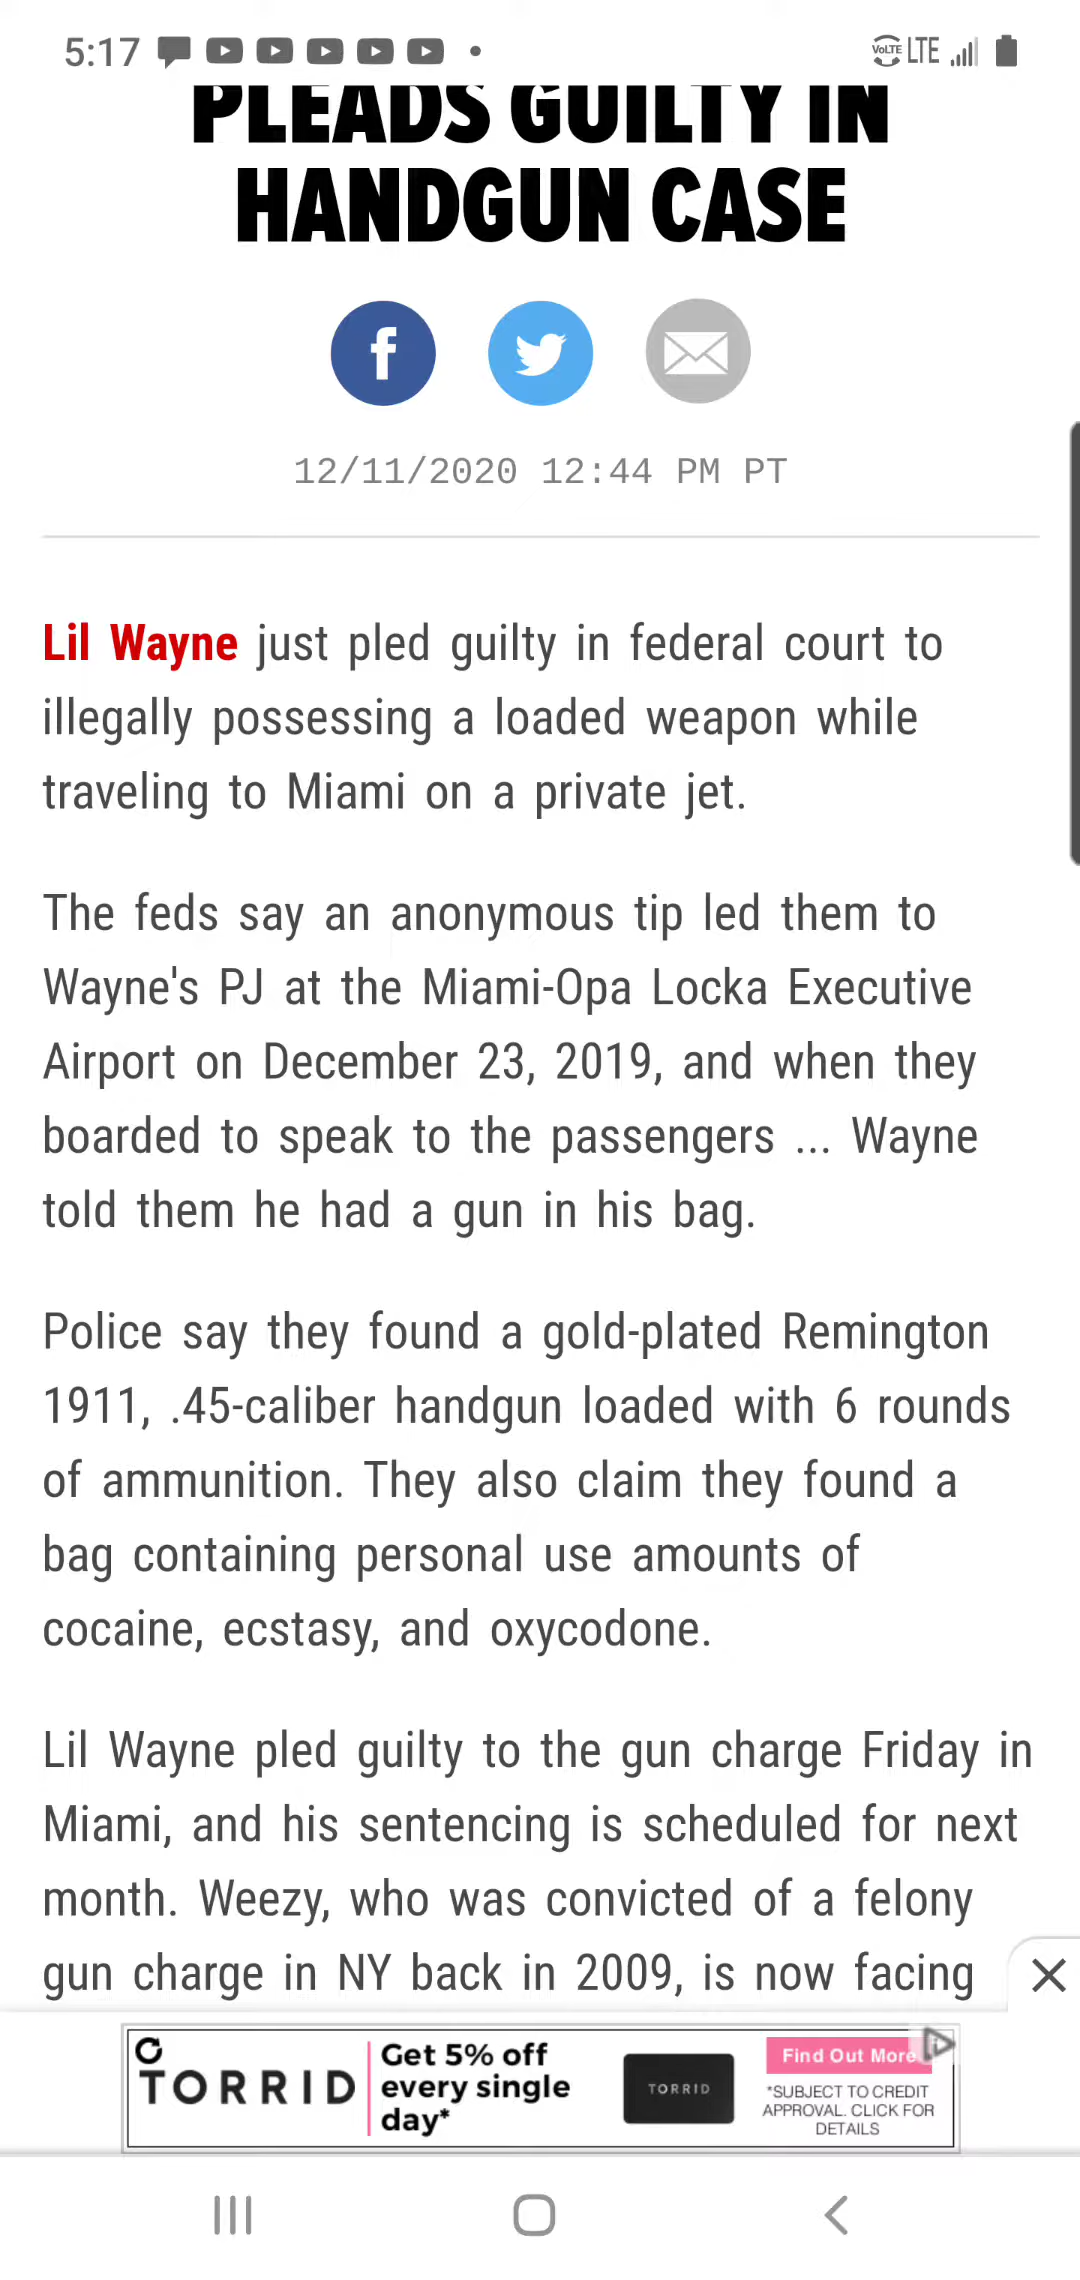 5:17
VoLTE LTE
PLEADS GUILTY IN
HANDGUN CASE
f
12/11/2020 12:44 PM PT
Lil Wayne just pled guilty in federal court to
illegally possessing a loaded weapon while
traveling to Miami on a private jet.
The feds say an anonymous tip led them to
Wayne's PJ at the Miami-Opa Locka Executive
Airport on December 23, 2019, and when they
boarded to speak to the passengers ... Wayne
told them he had a gun in his bag.
Police say they found a gold-plated Remington
1911, .45-caliber handgun loaded with 6 rounds
of ammunition. They also claim they found a
bag containing personal use amounts of
cocaine, ecstasy, and oxycodone.
Lil Wayne pled guilty to the gun charge Friday in
Miami, and his sentencing is scheduled for next
month. Weezy, who was convicted of a felony
gun charge in NY back in 2009, is now facing
TORRID
Get 5% off
every single
day*
TORRID
Find Out More
*SUBJECT TO CREDIT
APPROVAL. CLICK FOR
DETAILS